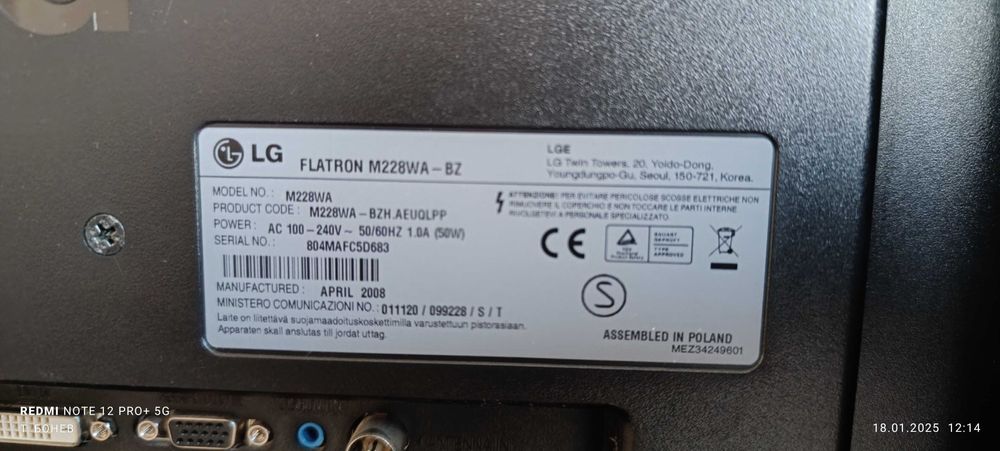 LG FLATRON M228WA-BZ
LGE
LG Twin Towers, 20, Yoido-Dong,
Youngdungpo-Gu, Seoul, 150-721, Korea.
MODEL NO.: M228WA
PRODUCT CODE: M228WA-BZH.AEUQLPP
POWER: AC 100-240V~ 50/60HZ 1.0A (50W)
SERIAL NO.: 804MAFC5D683
ATTENZIONE: PER EVITARE PERICOLOSE SCOSSE ELETTRICHE NON
RIMUOVERE IL COPERCHIO E NON TOCCARE LE PARTI INTERNE.
RIVOLGETEVI A PERSONALE SPECIALIZZATO.
CE
TYPE
APPROVED
S
MANUFACTURED: APRIL 2008
MINISTERO COMUNICAZIONI NO.: 011120 / 099228 / S / T
Laite on liitettävä suojamaadoituskoskettimilla varustettuun pistorasiaan.
Apparaten skall anslutas till jordat uttag.
ASSEMBLED IN POLAND
MEZ34249601
REDMI NOTE 12 PRO+ 5G
Т. БОНЕВ
18.01.2025 12:14